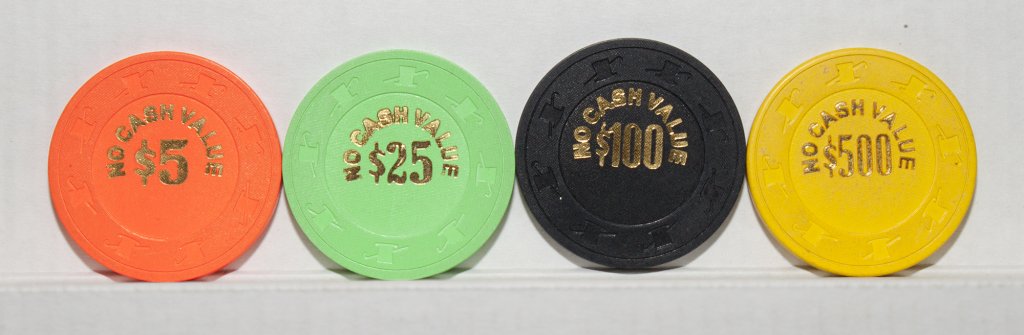 NO CASH VALUE
$5
NO CASH VALUE
$25
NO CASH VALUE
$100
NO CASH VALUE
$500